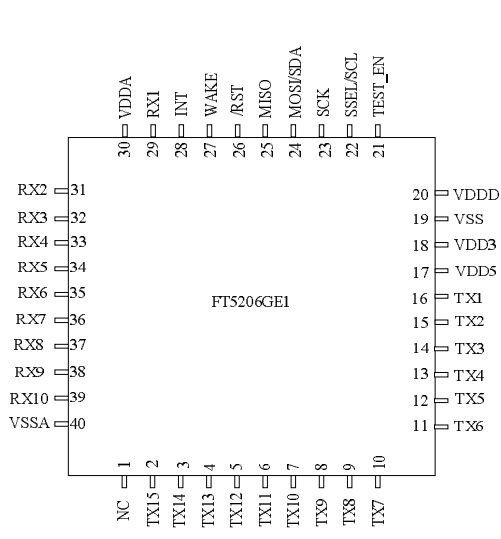 VDDA RX1 INT WAKE /RST MISO MOSI/SDA SCK SSEL/SCL TEST_EN
30 29 28 27 26 25 24 23 22 21
RX2 31
RX3 32
RX4 33
RX5 34
RX6 35
RX7 36
RX8 37
RX9 38
RX10 39
VSSA 40
FT5206GE1
20 VDDD
19 VSS
18 VDD3
17 VDD5
16 TX1
15 TX2
14 TX3
13 TX4
12 TX5
11 TX6
1 2 3 4 5 6 7 8 9 10
NC TX15 TX14 TX13 TX12 TX11 TX10 TX9 TX8 TX7